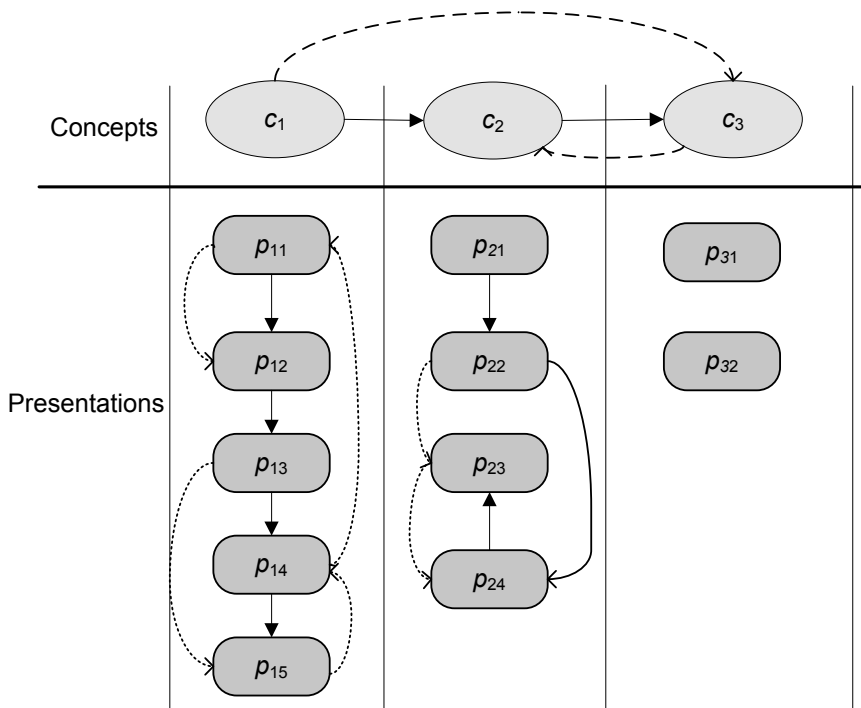 Concepts
c1
c2
c3
Presentations
p11
p12
p13
p14
p15
p21
p22
p23
p24
p31
p32